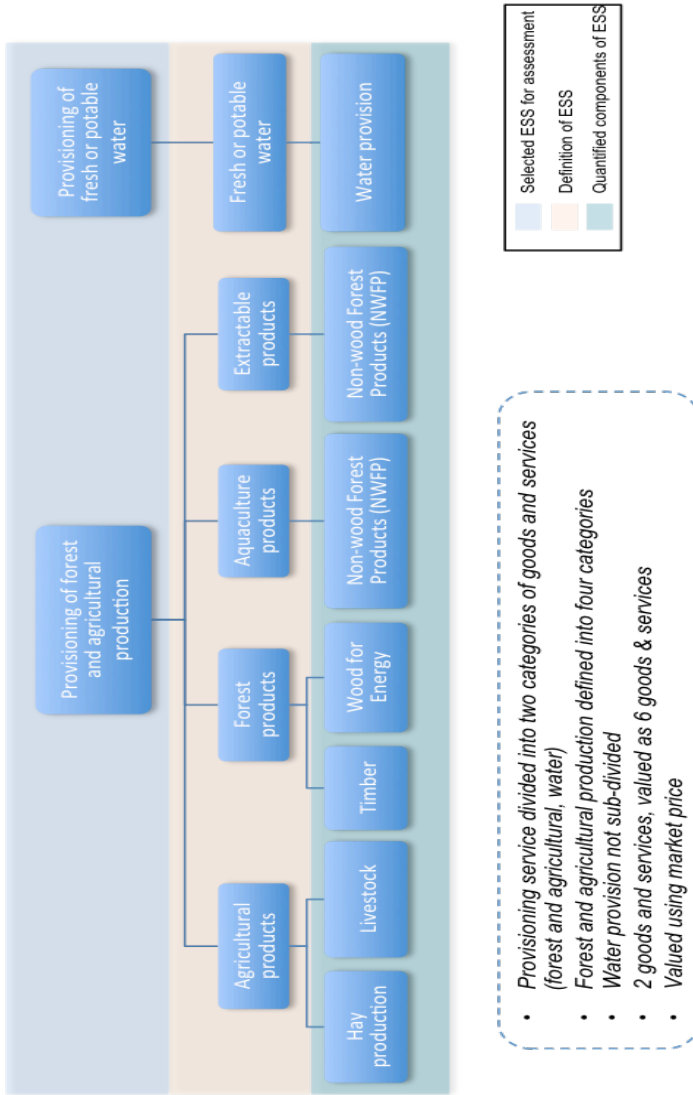 Provisioning of forest
and agricultural
production
Provisioning of
fresh or potable
water
Agricultural
products
Forest
products
Aquaculture
products
Extractable
products
Fresh or potable
water
Hay
production
Livestock
Timber
Wood for
Energy
Non-wood Forest
Products (NWFP)
Non-wood Forest
Products (NWFP)
Water provision
• Provisioning service divided into two categories of goods and services
(forest and agricultural, water)
• Forest and agricultural production defined into four categories
• Water provision not sub-divided
• 2 goods and services, valued as 6 goods & services
• Valued using market price
Selected ESS for assessment
Definition of ESS
Quantified components of ESS